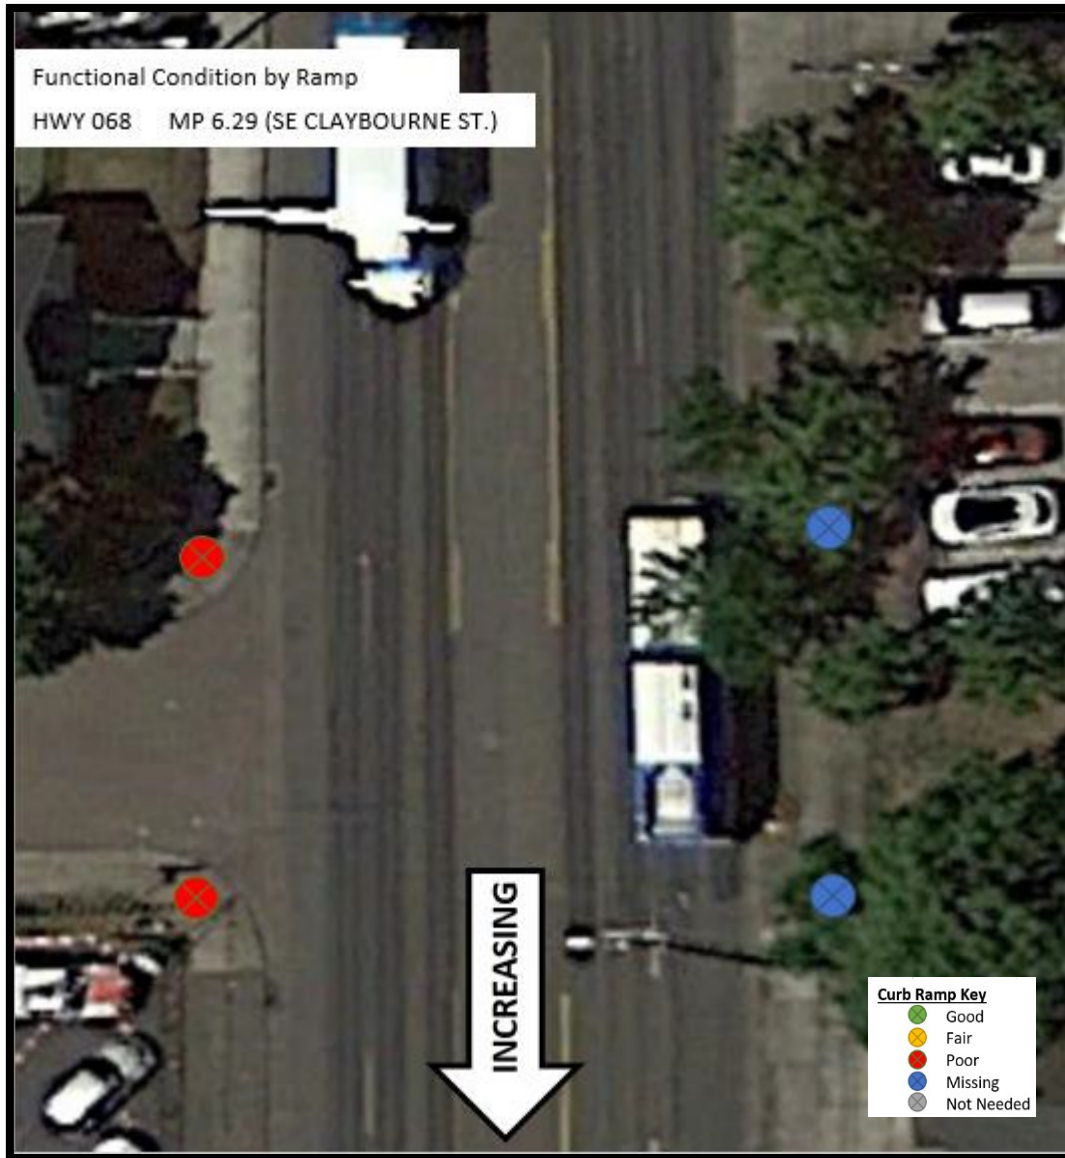 Functional Condition by Ramp
HWY 068 MP 6.29 (SE CLAYBOURNE ST.)
INCREASING
Curb Ramp Key
Good
Fair
Poor
Missing
Not Needed